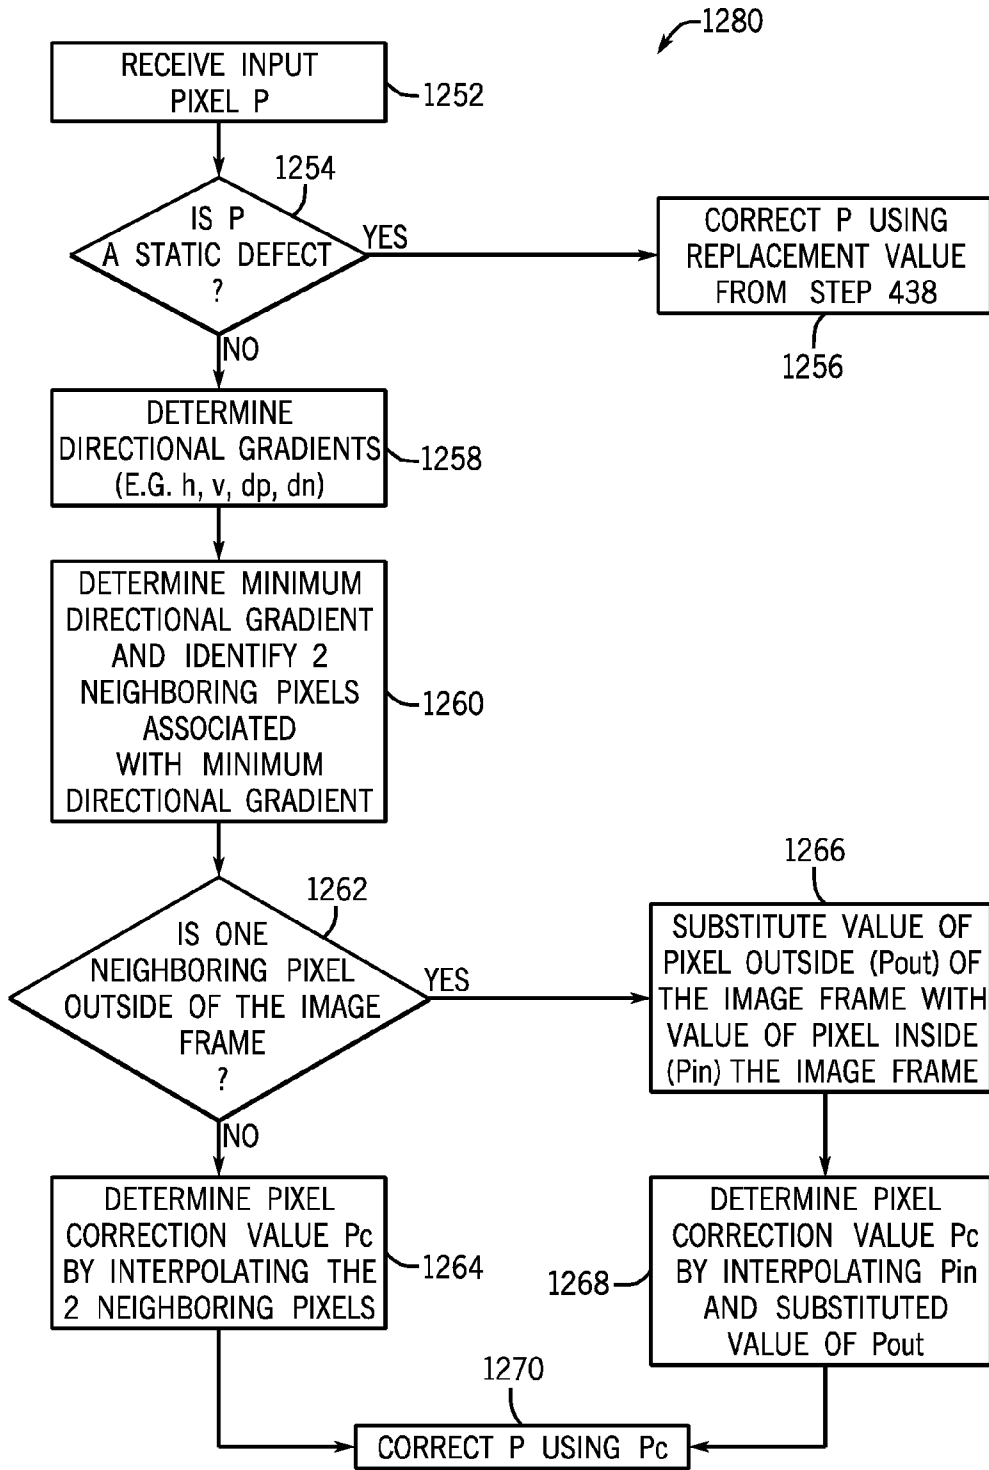 1280
RECEIVE INPUT
PIXEL P
1252
1254
IS P
A STATIC DEFECT
?
YES
NO
CORRECT P USING
REPLACEMENT VALUE
FROM STEP 438
1256
DETERMINE
DIRECTIONAL GRADIENTS
(E.G. h, v, dp, dn)
1258
DETERMINE MINIMUM
DIRECTIONAL GRADIENT
AND IDENTIFY 2
NEIGHBORING PIXELS
ASSOCIATED
WITH MINIMUM
DIRECTIONAL GRADIENT
1260
1262
IS ONE
NEIGHBORING PIXEL
OUTSIDE OF THE IMAGE
FRAME
?
YES
NO
1266
SUBSTITUTE VALUE OF
PIXEL OUTSIDE (Pout) OF
THE IMAGE FRAME WITH
VALUE OF PIXEL INSIDE
(Pin) THE IMAGE FRAME
DETERMINE PIXEL
CORRECTION VALUE Pc
BY INTERPOLATING THE
2 NEIGHBORING PIXELS
1264
1268
DETERMINE PIXEL
CORRECTION VALUE Pc
BY INTERPOLATING Pin
AND SUBSTITUTED
VALUE OF Pout
1270
CORRECT P USING Pc